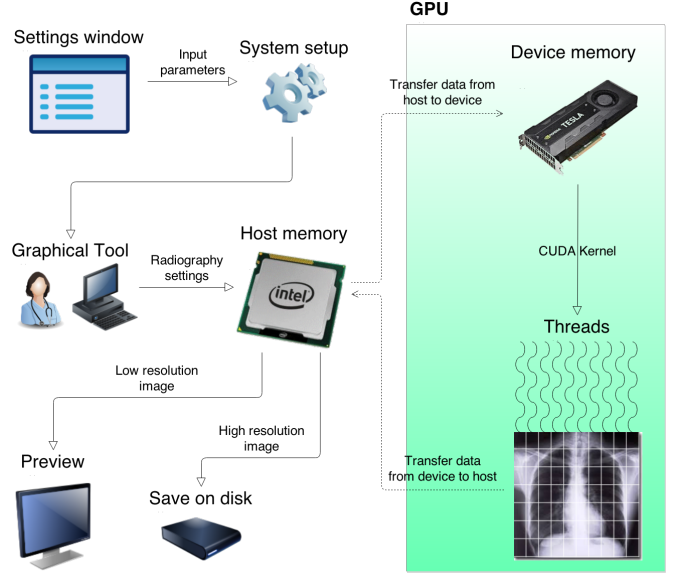 GPU
Settings window
Input
parameters
System setup
Device memory
Transfer data from
host to device
TESLA
CUDA Kernel
Graphical Tool
Radiography
settings
Host memory
intel
Threads
Low resolution
image
High resolution
image
Transfer data
from device to host
Preview
Save on disk